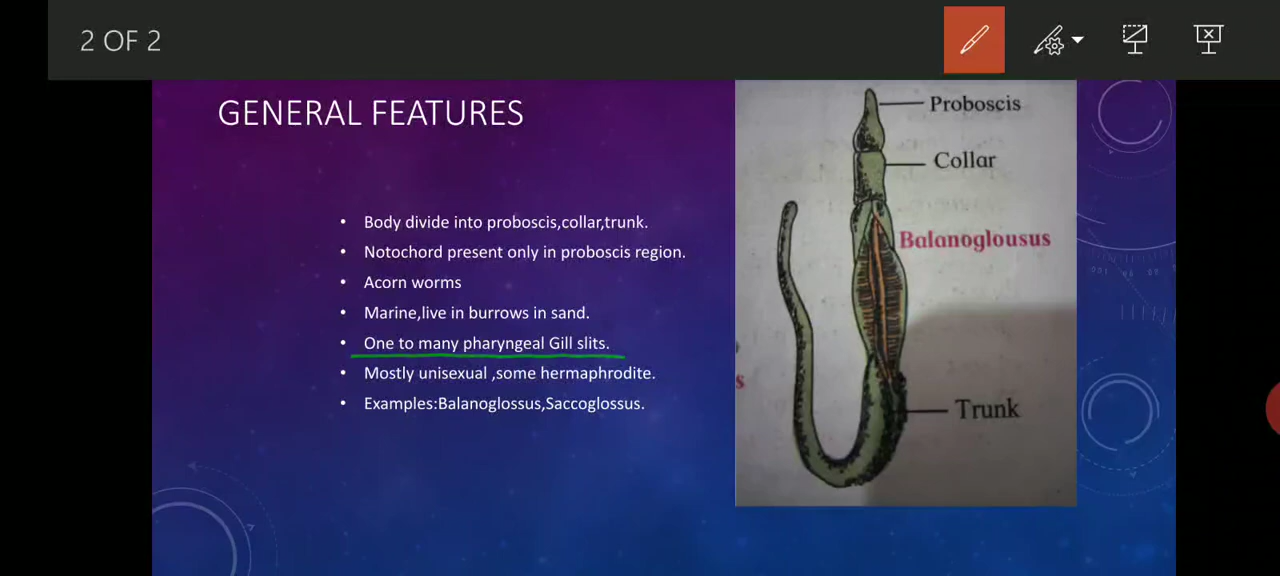 2 OF 2
GENERAL FEATURES
• Body divide into proboscis,collar,trunk.
• Notochord present only in proboscis region.
• Acorn worms
• Marine,live in burrows in sand.
• One to many pharyngeal Gill slits.
• Mostly unisexual ,some hermaphrodite.
• Examples:Balanoglossus,Saccoglossus.
Proboscis
Collar
Balanoglousus
s
Trunk